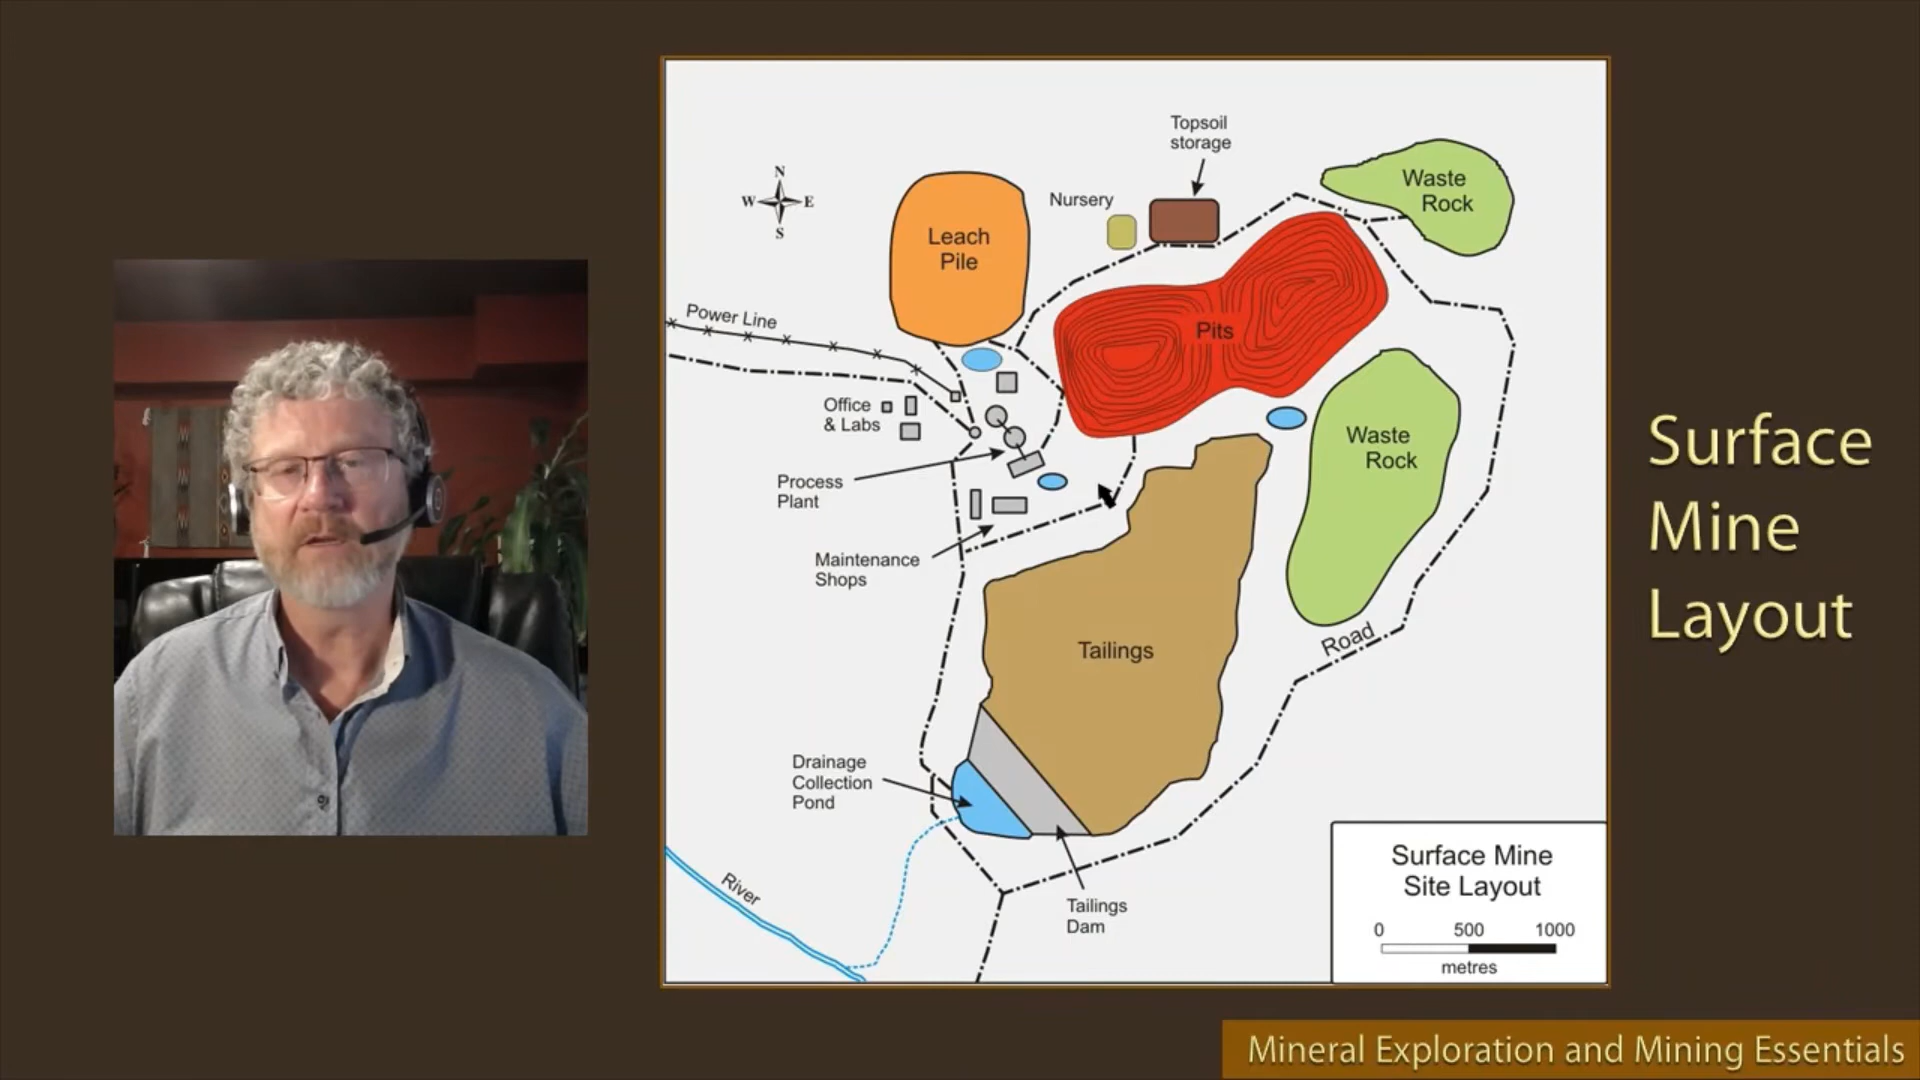 Topsoil
storage
Waste
Rock
N
W
E
S
Nursery
Leach
Pile
Power Line
Pits
Office
& Labs
Waste
Rock
Process
Plant
Maintenance
Shops
Road
Tailings
Drainage
Collection
Pond
River
Tailings
Dam
Surface Mine
Site Layout
0 500 1000
metres
Surface
Mine
Layout
Mineral Exploration and Mining Essentials